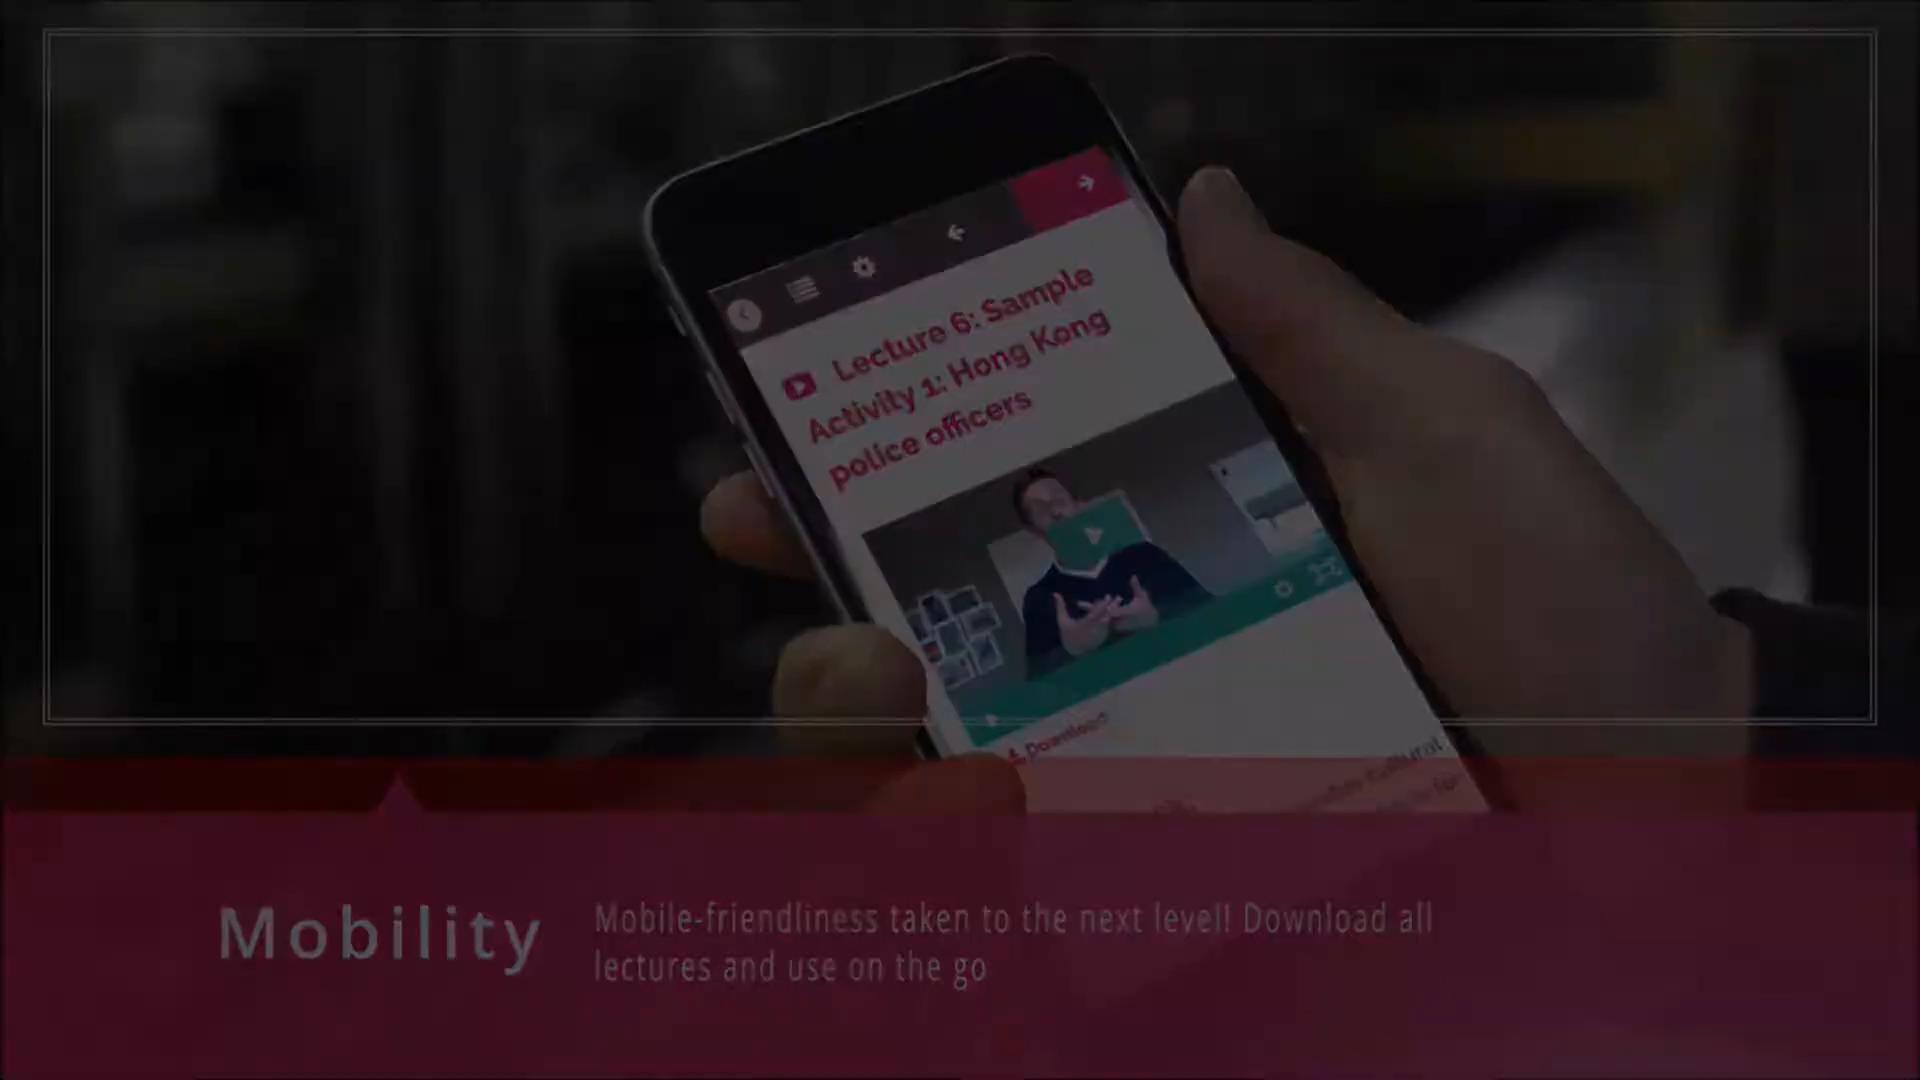 Lecture 6: Sample
Activity 1: Hong Kong
police officers
Download
Mobility
Mobile-friendliness taken to the next level! Download all
lectures and use on the go